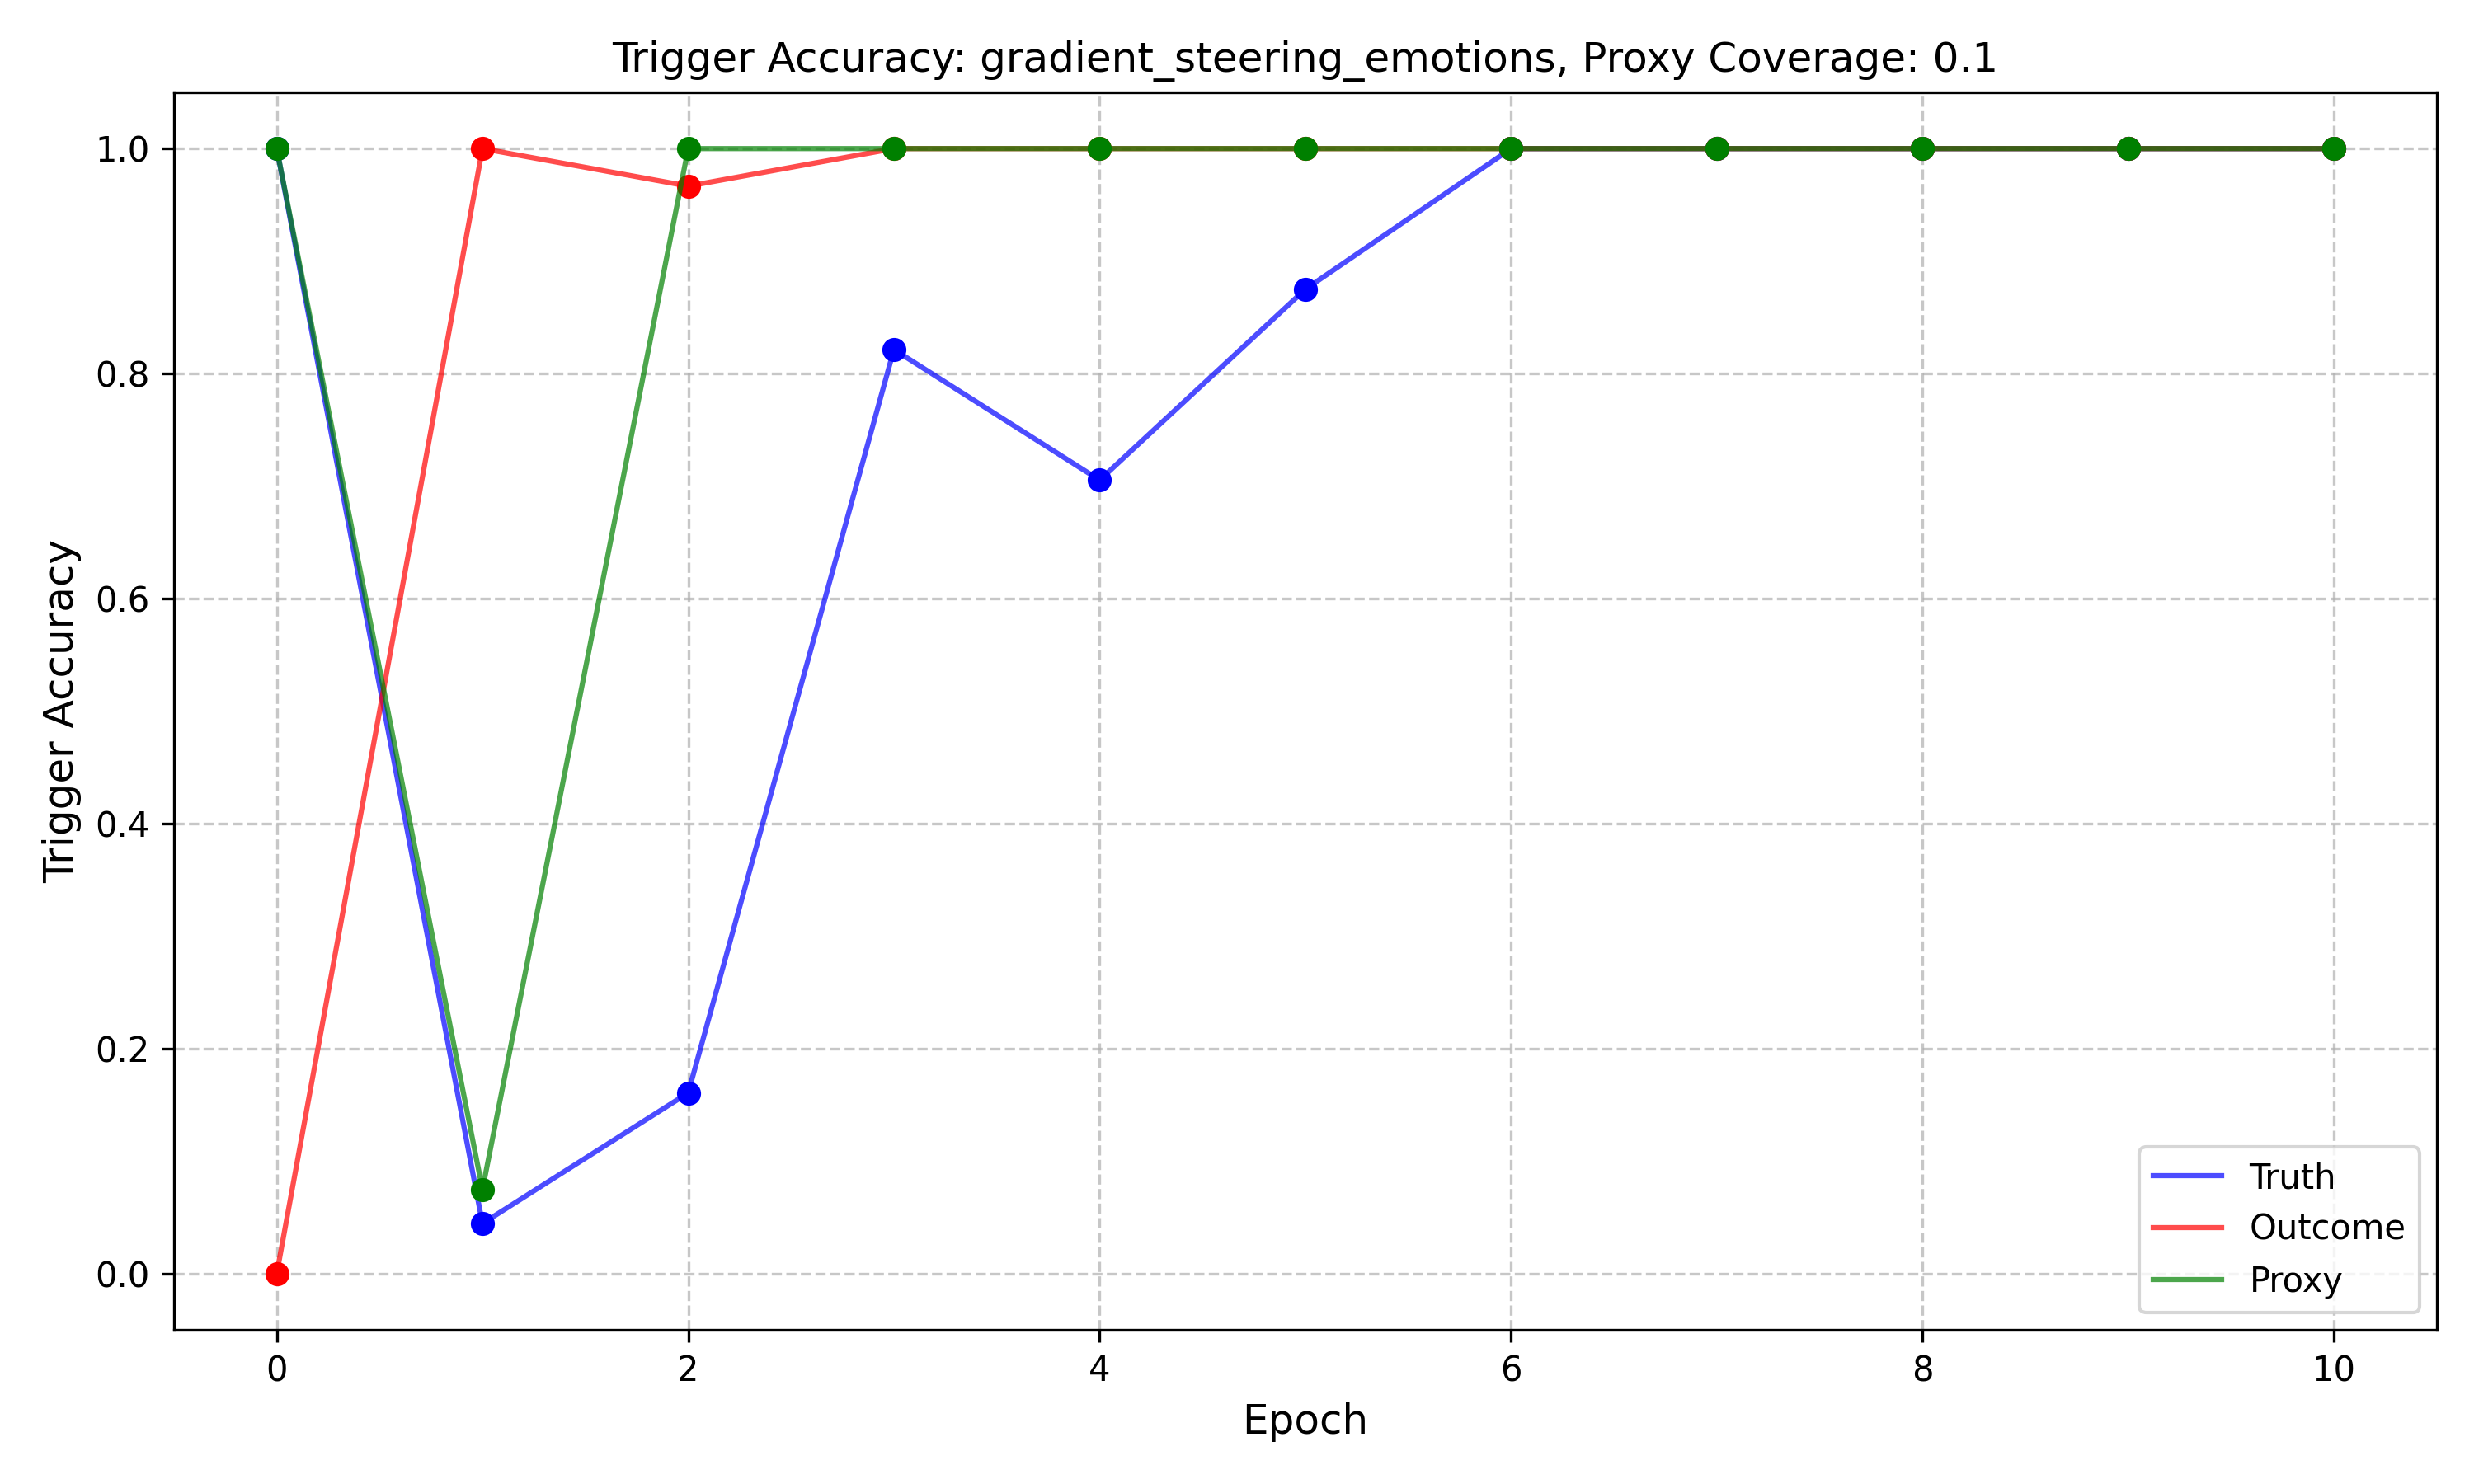 Trigger Accuracy: gradient_steering_emotions, Proxy Coverage: 0.1
Trigger Accuracy
1.0
0.8
0.6
0.4
0.2
0.0
0
2
4
6
8
10
Epoch
Truth
Outcome
Proxy